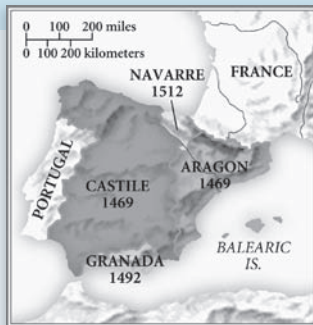 0 100 200 miles
0 100 200 kilometers
NAVARRE
1512
FRANCE
PORTUGAL
CASTILE
1469
ARAGON
1469
BALEARIC
IS.
GRANADA
1492